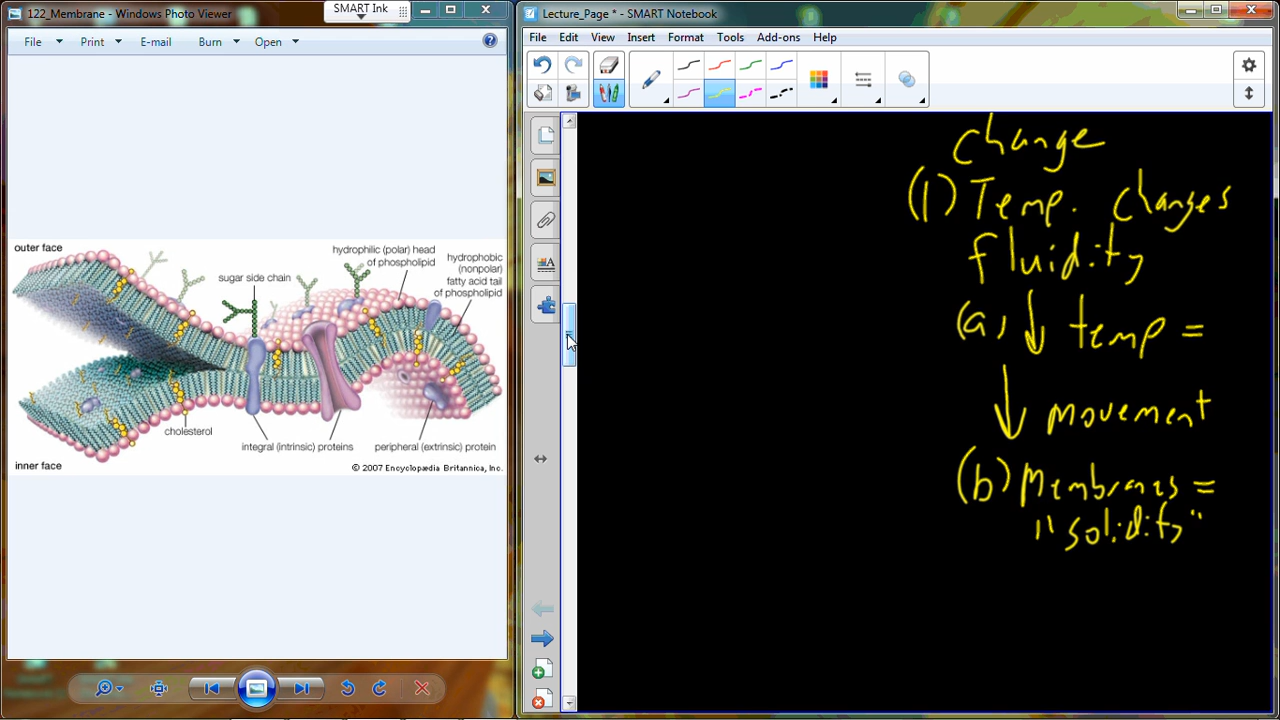 122_Membrane - Windows Photo Viewer
SMART Ink
File Print E-mail Burn Open
outer face
hydrophilic (polar) head
of phospholipid
hydrophobic
(nonpolar)
fatty acid tail
of phospholipid
sugar side chain
cholesterol
integral (intrinsic) proteins
peripheral (extrinsic) protein
inner face
© 2007 Encyclopædia Britannica, Inc.
Lecture_Page * - SMART Notebook
File Edit View Insert Format Tools Add-ons Help
change
(1) Temp. changes
fluidity
(a) ↓ temp =
↓ movement
(b) Membranes =
"solidify"